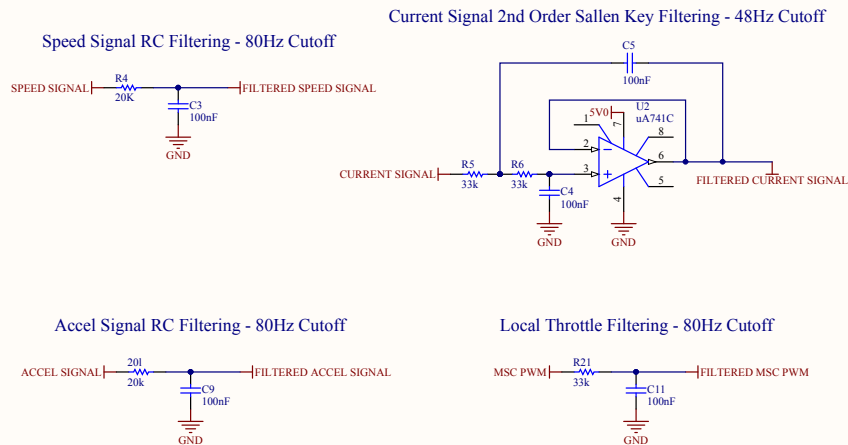 Current Signal 2nd Order Sallen Key Filtering - 48Hz Cutoff
Speed Signal RC Filtering - 80Hz Cutoff
C5
100nF
R4
SPEED SIGNAL
FILTERED SPEED SIGNAL
20K
C3
100nF
GND
U2
uA741C
5V0
1
7
8
2
6
3
5
4
CURRENT SIGNAL
R5
33k
R6
33k
C4
100nF
FILTERED CURRENT SIGNAL
GND
GND
Accel Signal RC Filtering - 80Hz Cutoff
Local Throttle Filtering - 80Hz Cutoff
20l
ACCEL SIGNAL
FILTERED ACCEL SIGNAL
20k
C9
100nF
GND
R21
MSC PWM
FILTERED MSC PWM
33k
C11
100nF
GND